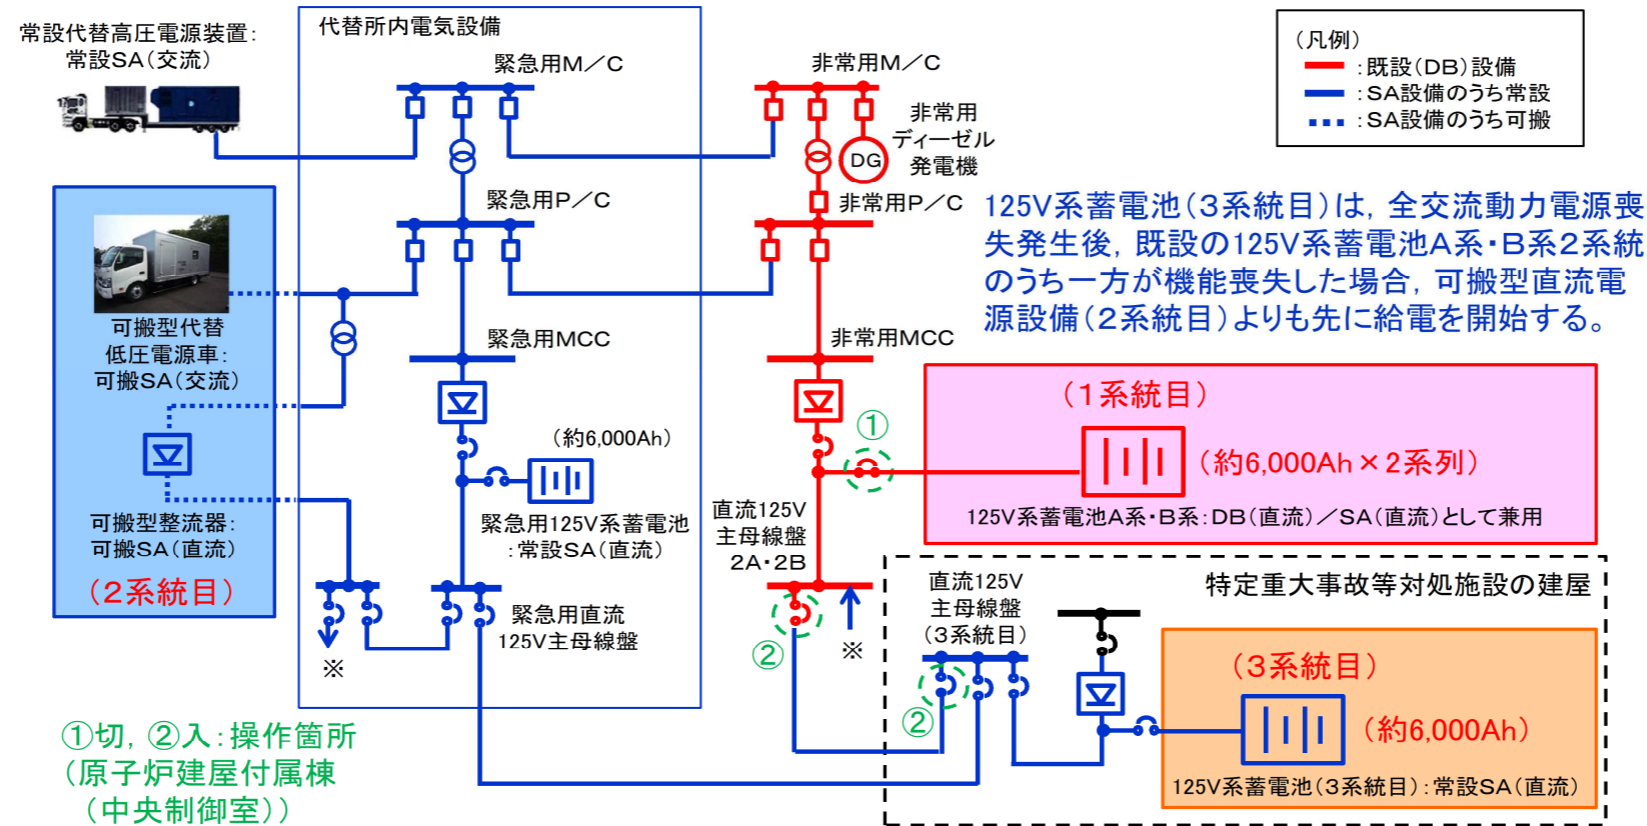 常設代替高圧電源装置:
常設SA(交流)
代替所内電気設備
緊急用M/C
非常用M/C
非常用
ディーゼル
発電機
DG
(凡例)
:既設(DB)設備
:SA設備のうち常設
:SA設備のうち可搬
緊急用P/C
非常用P/C
125V系蓄電池(3系統目)は,全交流動力電源喪
失発生後,既設の125V系蓄電池A系・B系2系統
のうち一方が機能喪失した場合,可搬型直流電
源設備(2系統目)よりも先に給電を開始する。
可搬型代替
低圧電源車:
可搬SA(交流)
緊急用MCC
非常用MCC
(1系統目)
①
(約6,000Ah)
(約6,000Ah×2系列)
125V系蓄電池A系・B系:DB(直流)/SA(直流)として兼用
可搬型整流器:
可搬SA(直流)
(2系統目)
緊急用125V系蓄電池
:常設SA(直流)
直流125V
主母線盤
2A・2B
緊急用直流
125V主母線盤
※
②
※
直流125V
主母線盤
(3系統目)
特定重大事故等対処施設の建屋
②
(3系統目)
(約6,000Ah)
125V系蓄電池(3系統目):常設SA(直流)
①切,②入:操作箇所
(原子炉建屋付属棟
(中央制御室))